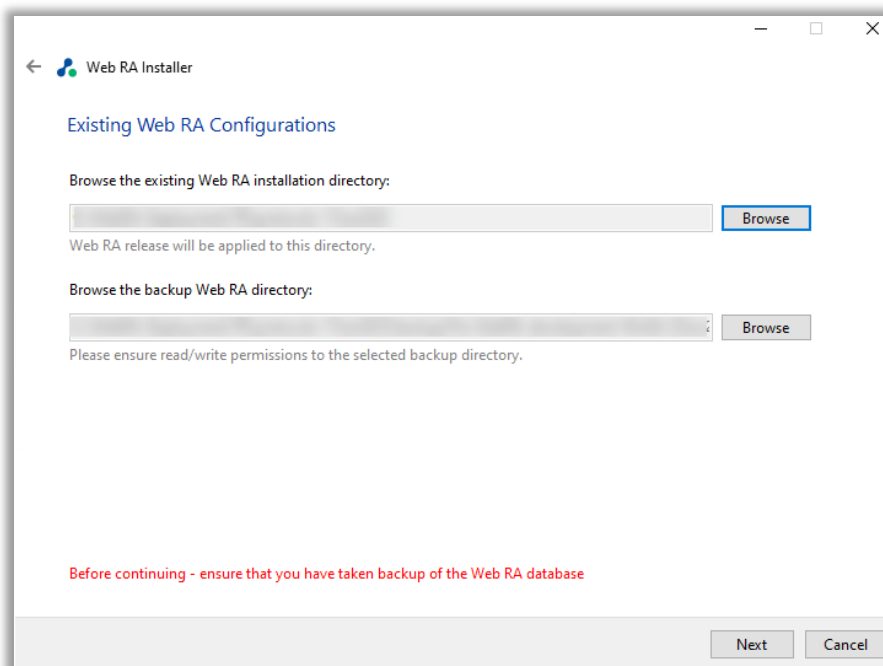 Web RA Installer
Existing Web RA Configurations
Browse the existing Web RA installation directory:
Browse
Web RA release will be applied to this directory.
Browse the backup Web RA directory:
Browse
Please ensure read/write permissions to the selected backup directory.
Before continuing - ensure that you have taken backup of the Web RA database
Next Cancel